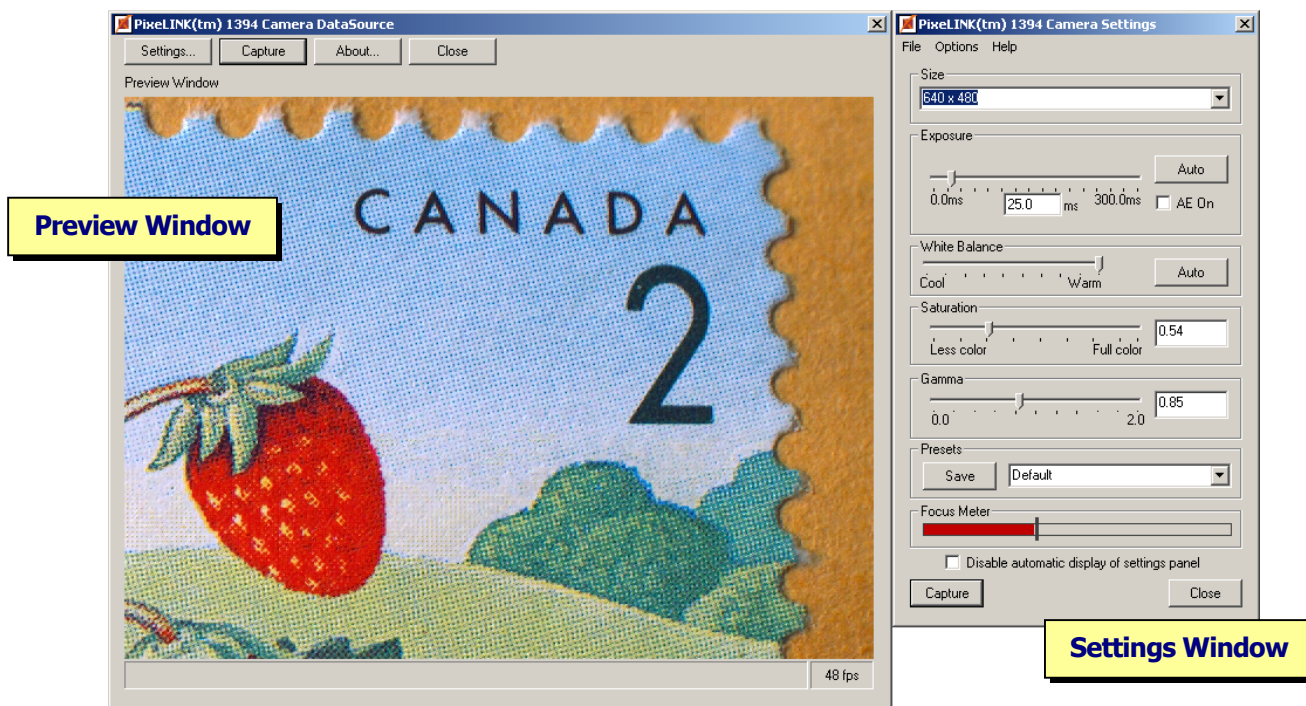 PixeLINK(tm) 1394 Camera DataSource
Settings... Capture About... Close
Preview Window
CANADA
2
Preview Window
48 fps
PixeLINK(tm) 1394 Camera Settings
File Options Help
Size
640 x 480
Exposure
Auto
0.0ms 25.0 ms 300.0ms AE On
White Balance
Auto
Cool Warm
Saturation
0.54
Less color Full color
Gamma
0.85
0.0 2.0
Presets
Save Default
Focus Meter
Disable automatic display of settings panel
Capture Close
Settings Window